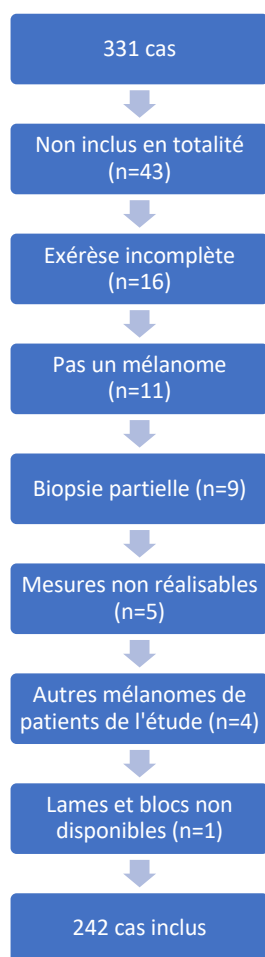 331 cas
Non inclus en totalité
(n=43)
Exérèse incomplète
(n=16)
Pas un mélanome
(n=11)
Biopsie partielle (n=9)
Mesures non réalisables
(n=5)
Autres mélanomes de
patients de l'étude (n=4)
Lames et blocs non
disponibles (n=1)
242 cas inclus